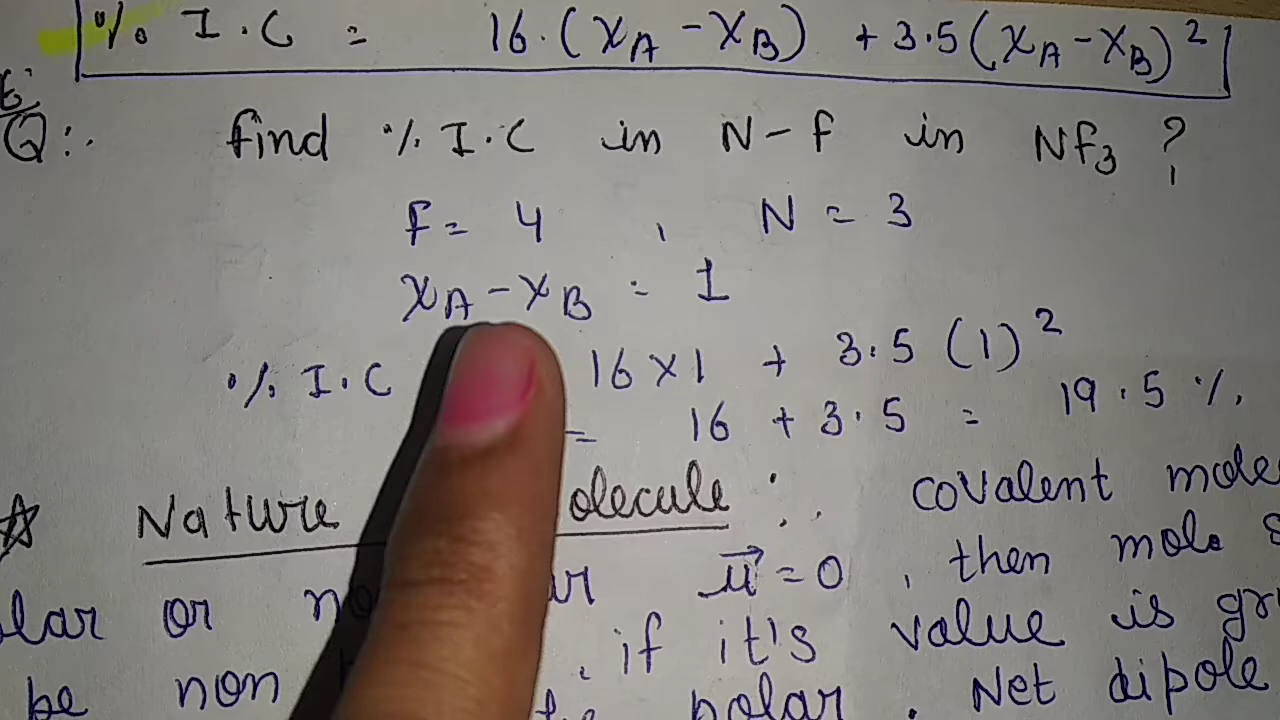 % I.C = 16.(XA - XB) + 3.5(XA - XB)²
Q:. find % I.C in N-f in Nf3 ?
f = 4 , N = 3
XA - XB = 1
% I.C 16 x 1 + 3.5 (1)²
= 16 + 3.5 = 19.5 %.
☆ Nature olecule :. covalent mole
lar or no ar μ⃗ = 0 , then mole s
be non . if it's value is gr
polar . Net dipole